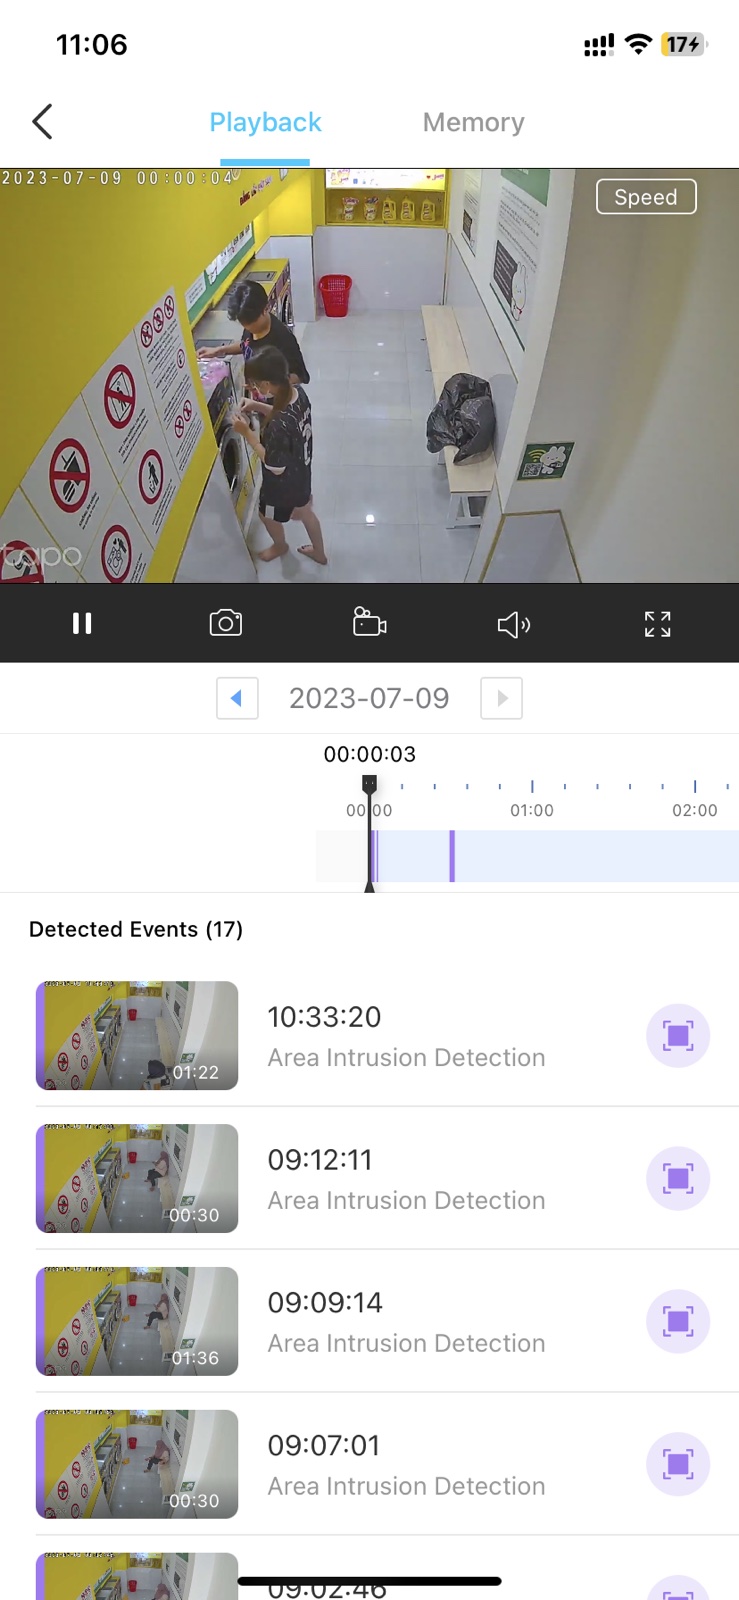 11:06
17
Playback
Memory
2023-07-09 00:00:04
Speed
tapo
2023-07-09
00:00:03
00:00
01:00
02:00
Detected Events (17)
10:33:20
Area Intrusion Detection
01:22
09:12:11
Area Intrusion Detection
00:30
09:09:14
Area Intrusion Detection
01:36
09:07:01
Area Intrusion Detection
00:30
09:02:46